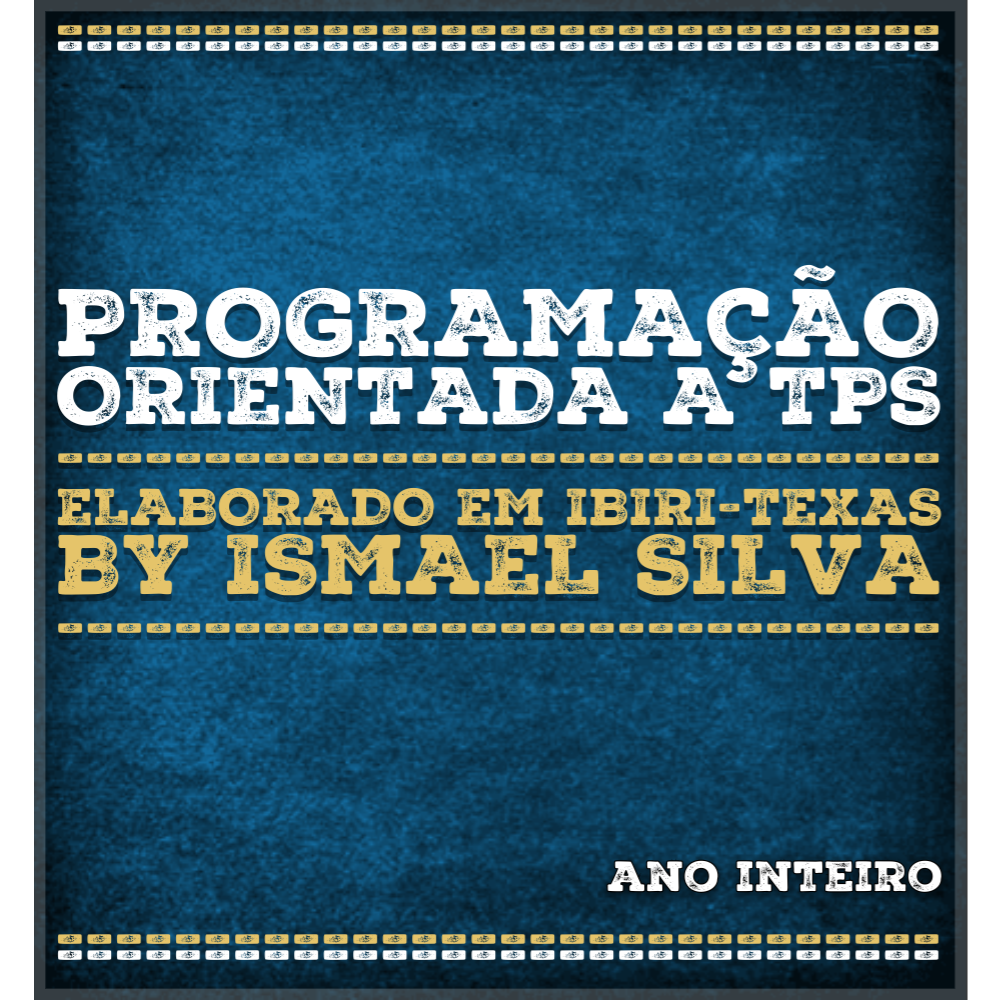 PROGRAMAÇÃO
ORIENTADA A TPS
ELABORADO EM IBIRI-TEXAS
BY ISMAEL SILVA
ANO INTEIRO